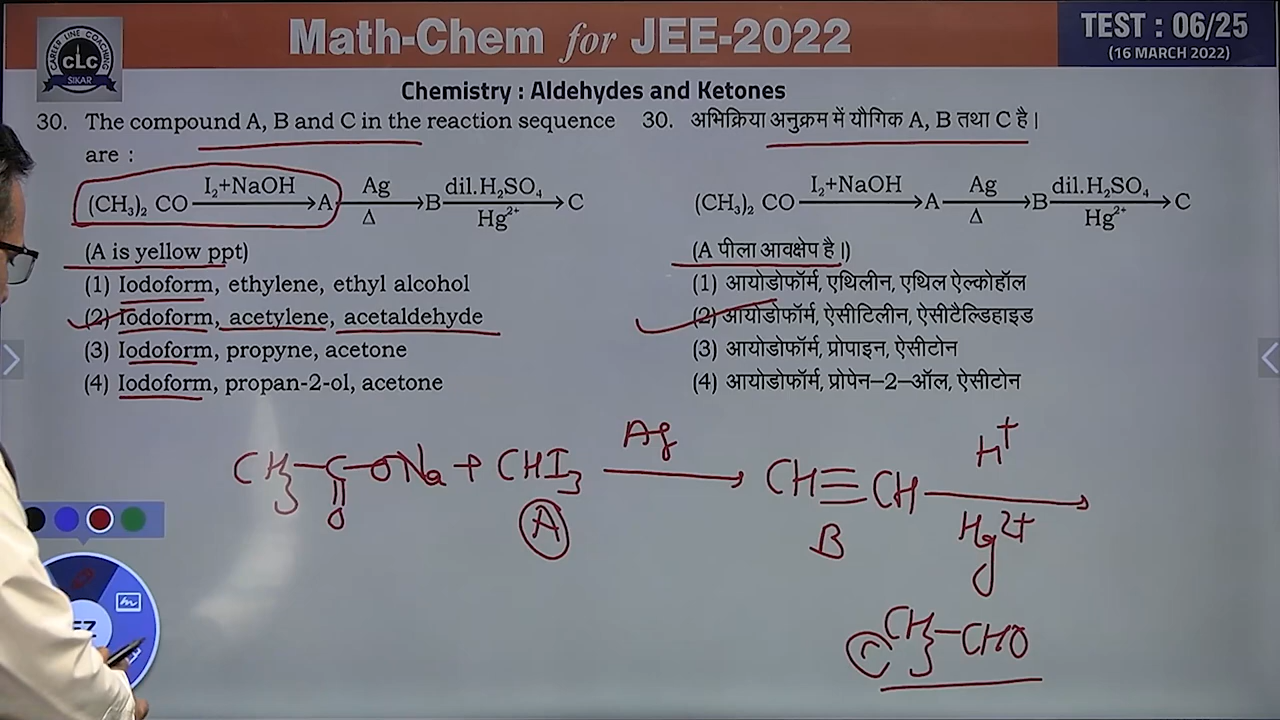 Math-Chem for JEE-2022
TEST : 06/25
(16 MARCH 2022)
CAREER LINE COACHING
CLC
SIKAR
Chemistry : Aldehydes and Ketones
30. The compound A, B and C in the reaction sequence are :
(CH₃)₂ CO I₂+NaOH → A Ag Δ → B dil.H₂SO₄ Hg²⁺ → C
(A is yellow ppt)
(1) Iodoform, ethylene, ethyl alcohol
(2) Iodoform, acetylene, acetaldehyde
(3) Iodoform, propyne, acetone
(4) Iodoform, propan-2-ol, acetone
30. अभिक्रिया अनुक्रम में यौगिक A, B तथा C है।
(CH₃)₂ CO I₂+NaOH → A Ag Δ → B dil.H₂SO₄ Hg²⁺ → C
(A पीला आवक्षेप है।)
(1) आयोडोफॉर्म, एथिलीन, एथिल ऐल्कोहॉल
(2) आयोडोफॉर्म, ऐसीटिलीन, ऐसीटैल्डिहाइड
(3) आयोडोफॉर्म, प्रोपाइन, ऐसीटोन
(4) आयोडोफॉर्म, प्रोपेन–2–ऑल, ऐसीटोन
CH₃–C–ONa + CHI₃ Ag → CH≡CH H⁺ Hg²⁺ →
O
A
B
C CH₃–CHO